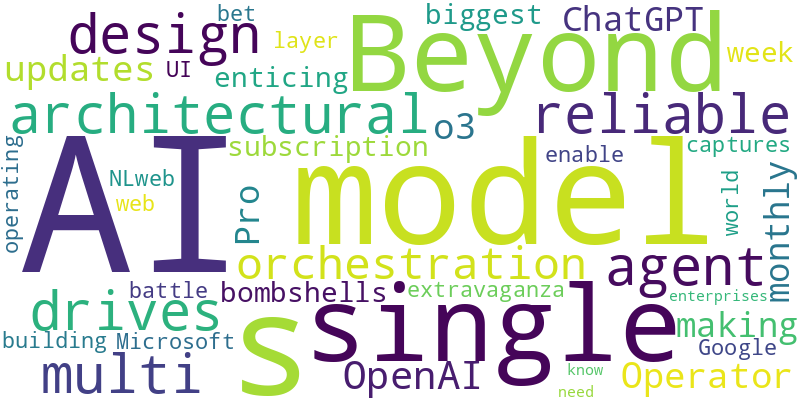 bet
biggest
ChatGPT
design
layer
Beyond
week
updates
UI
enticing
architectural
o3
reliable
subscription
enable
captures
operating
AI
model
NLweb
web
Pro
world
monthly
orchestration
agent
drives
battle
bombshells
extravaganza
enterprises
s
single
making
building
Microsoft
Google
multi
OpenAI
know
Operator
need